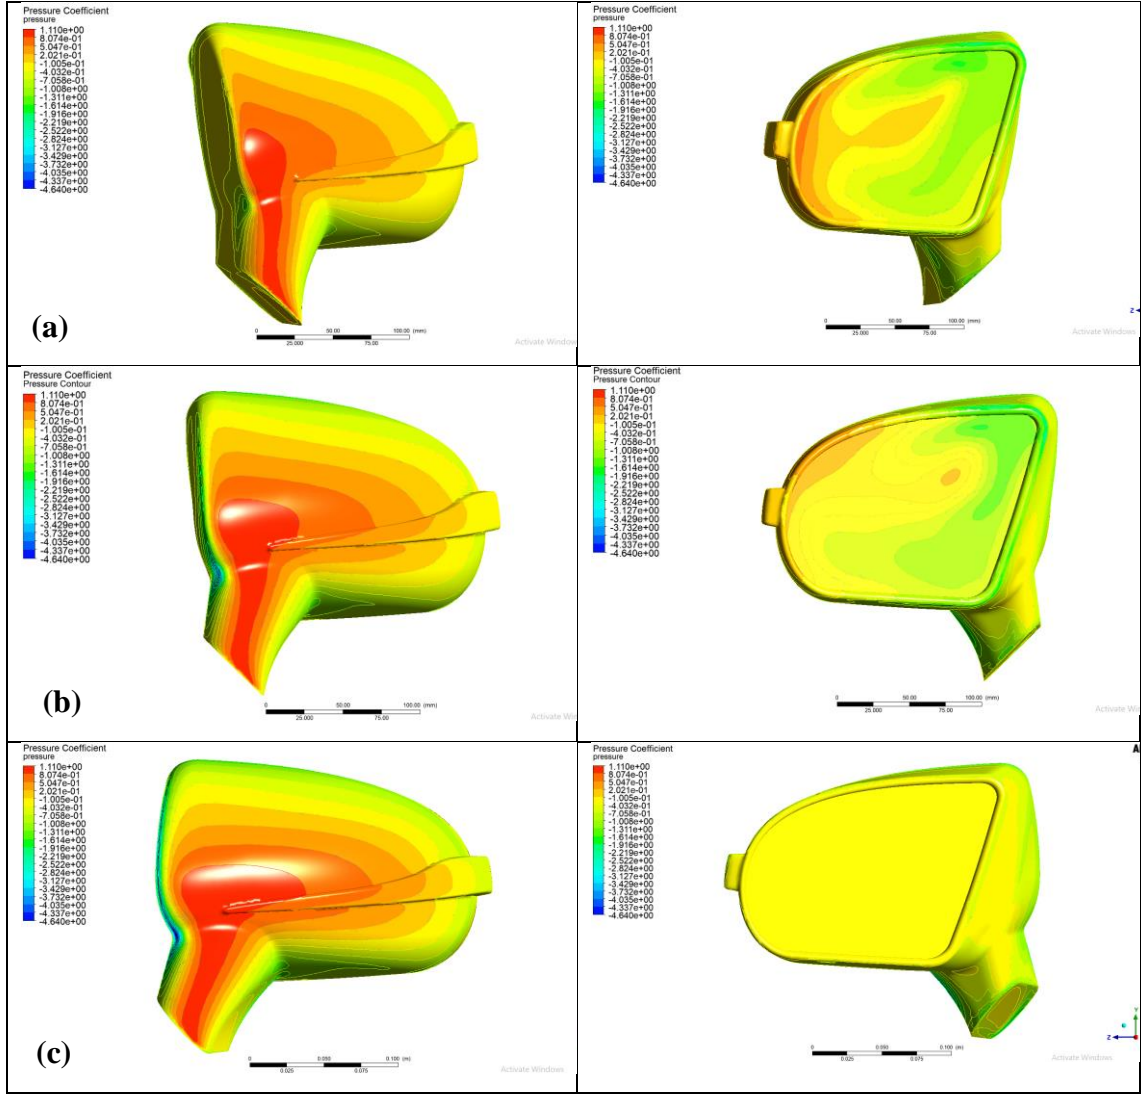 Pressure Coefficient
pressure
1.110e+00
8.074e-01
5.047e-01
2.021e-01
-1.005e-01
-4.032e-01
-7.058e-01
-1.008e+00
-1.311e+00
-1.614e+00
-1.916e+00
-2.219e+00
-2.522e+00
-2.824e+00
-3.127e+00
-3.429e+00
-3.732e+00
-4.035e+00
-4.337e+00
-4.640e+00
(a)
0 50.00 100.00 (mm)
25.000 75.00
Activate Window
Pressure Coefficient
pressure
1.110e+00
8.074e-01
5.047e-01
2.021e-01
-1.005e-01
-4.032e-01
-7.058e-01
-1.008e+00
-1.311e+00
-1.614e+00
-1.916e+00
-2.219e+00
-2.522e+00
-2.824e+00
-3.127e+00
-3.429e+00
-3.732e+00
-4.035e+00
-4.337e+00
-4.640e+00
0 50.00 100.00 (mm)
25.000 75.00
Z
Activate Windows
Pressure Coefficient
Pressure Contour
1.110e+00
8.074e-01
5.047e-01
2.021e-01
-1.005e-01
-4.032e-01
-7.058e-01
-1.008e+00
-1.311e+00
-1.614e+00
-1.916e+00
-2.219e+00
-2.522e+00
-2.824e+00
-3.127e+00
-3.429e+00
-3.732e+00
-4.035e+00
-4.337e+00
-4.640e+00
(b)
0 50.00 100.00 (mm)
25.000 75.00
Activate Win
Pressure Coefficient
Pressure Contour
1.110e+00
8.074e-01
5.047e-01
2.021e-01
-1.005e-01
-4.032e-01
-7.058e-01
-1.008e+00
-1.311e+00
-1.614e+00
-1.916e+00
-2.219e+00
-2.522e+00
-2.824e+00
-3.127e+00
-3.429e+00
-3.732e+00
-4.035e+00
-4.337e+00
-4.640e+00
0 50.00 100.00 (mm)
25.000 75.00
Activate Win
Pressure Coefficient
pressure
1.110e+00
8.074e-01
5.047e-01
2.021e-01
-1.005e-01
-4.032e-01
-7.058e-01
-1.008e+00
-1.311e+00
-1.614e+00
-1.916e+00
-2.219e+00
-2.522e+00
-2.824e+00
-3.127e+00
-3.429e+00
-3.732e+00
-4.035e+00
-4.337e+00
-4.640e+00
(c)
0 0.050 0.100 (m)
0.025 0.075
Activate Windows
Pressure Coefficient
pressure
1.110e+00
8.074e-01
5.047e-01
2.021e-01
-1.005e-01
-4.032e-01
-7.058e-01
-1.008e+00
-1.311e+00
-1.614e+00
-1.916e+00
-2.219e+00
-2.522e+00
-2.824e+00
-3.127e+00
-3.429e+00
-3.732e+00
-4.035e+00
-4.337e+00
-4.640e+00
A
0 0.050 0.100 (m)
0.025 0.075
Y
Z
Activate Windows